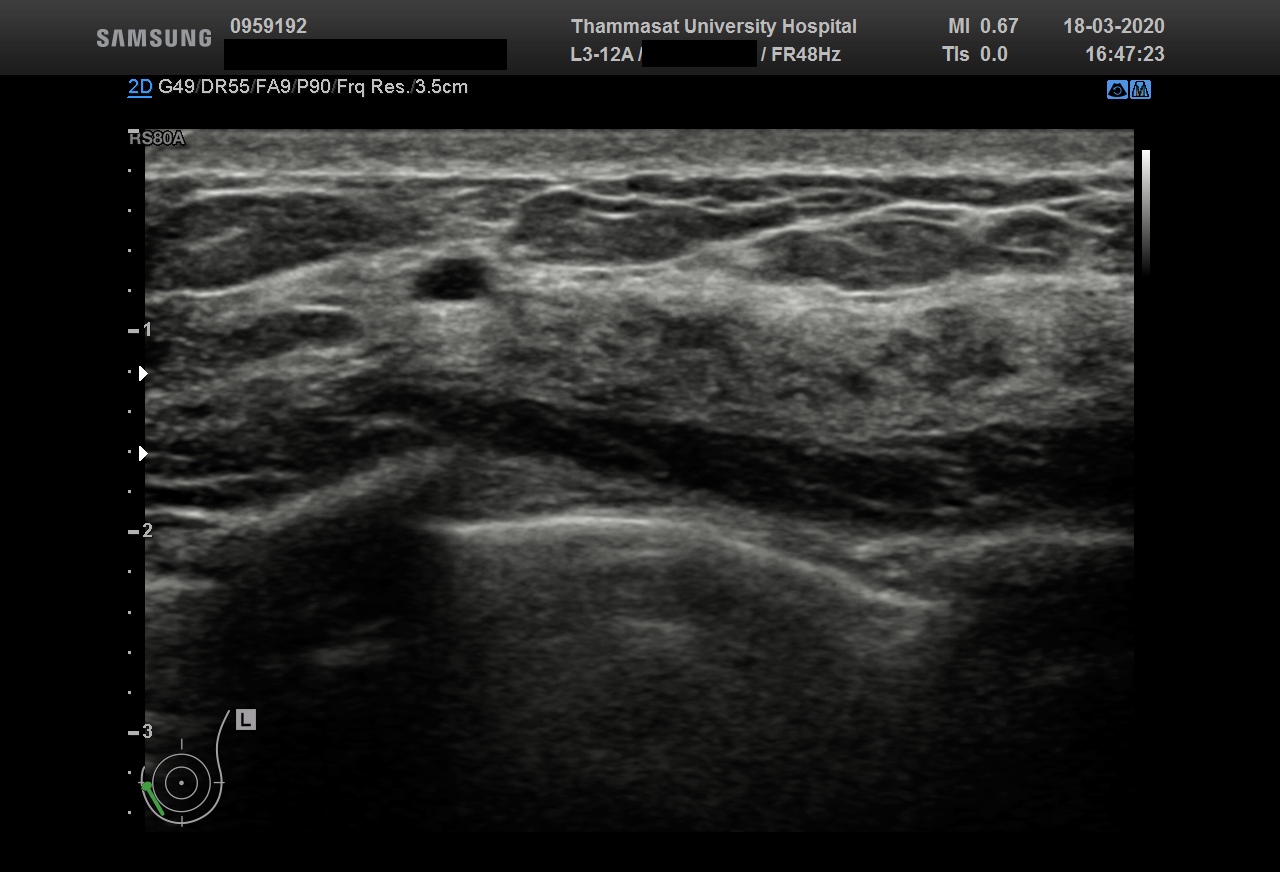 SAMSUNG
0959192
Thammasat University Hospital
MI 0.67
18-03-2020
L3-12A / / FR48Hz
TIs 0.0
16:47:23
2D G49/DR55/FA9/P90/Frq Res./3.5cm
RS80A
1
2
3
L